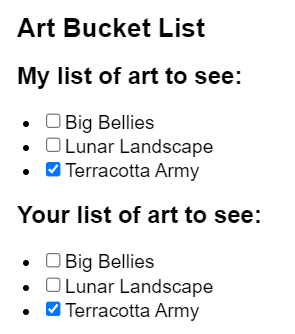 Art Bucket List
My list of art to see:
Big Bellies
Lunar Landscape
Terracotta Army
Your list of art to see:
Big Bellies
Lunar Landscape
Terracotta Army